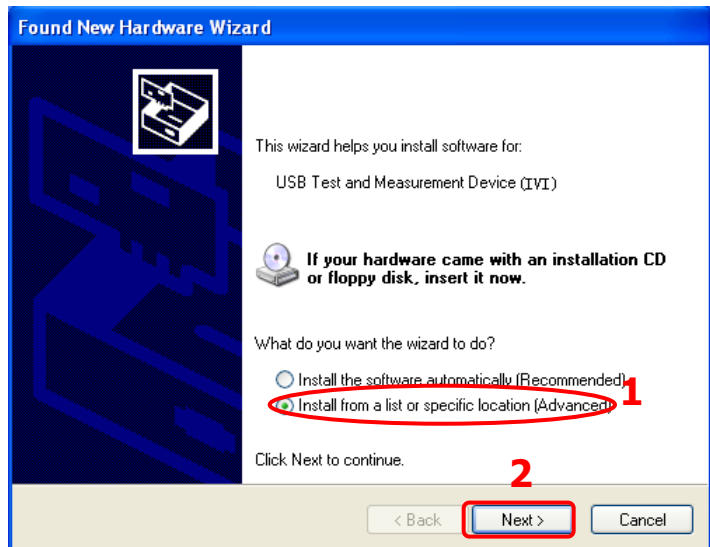 Found New Hardware Wizard
This wizard helps you install software for:
USB Test and Measurement Device (IVI)
If your hardware came with an installation CD
or floppy disk, insert it now.
What do you want the wizard to do?
Install the software automatically (Recommended)
Install from a list or specific location (Advanced)
1
Click Next to continue.
2
< Back
Next >
Cancel